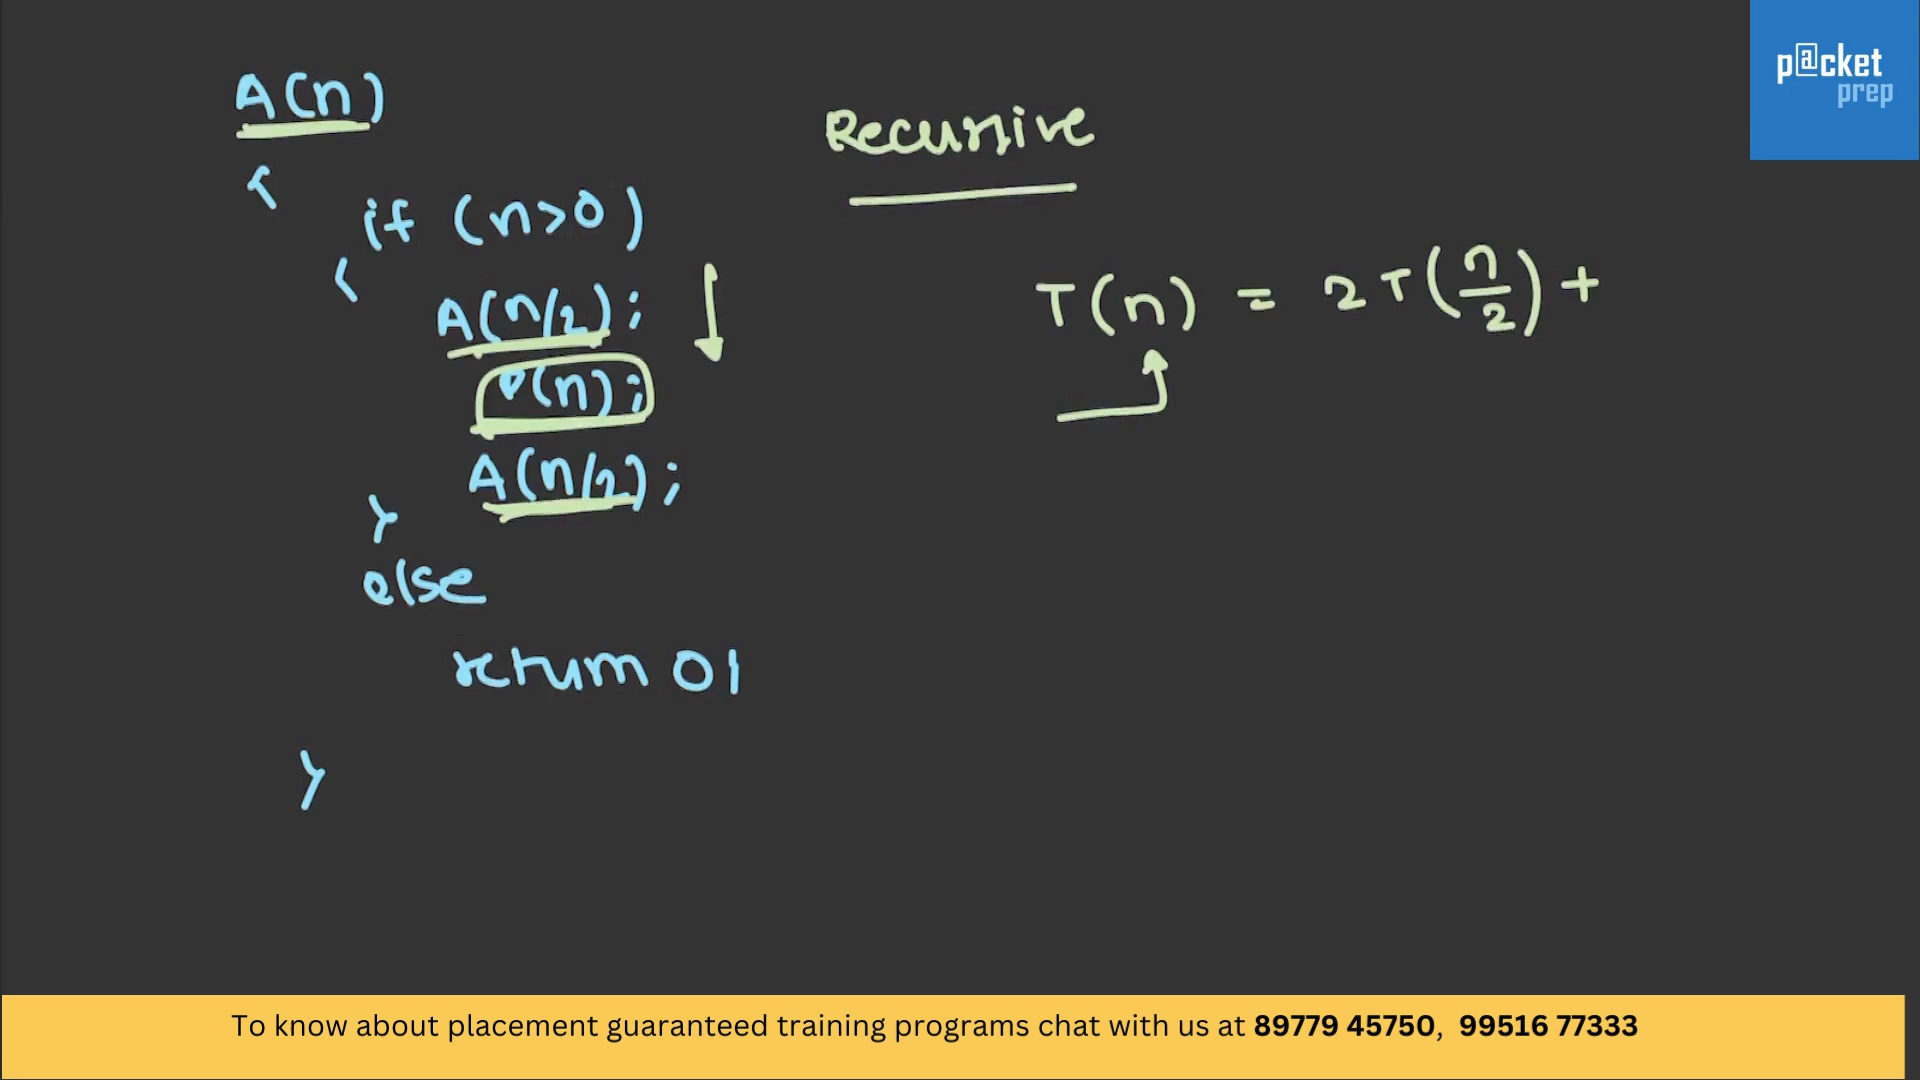 A(n)
{
if (n>0)
{
A(n/2);
P(n);
A(n/2);
}
else
return 01
}
Recursive
T(n) = 2T(n/2) +
p@cket
prep
To know about placement guaranteed training programs chat with us at 89779 45750, 99516 77333